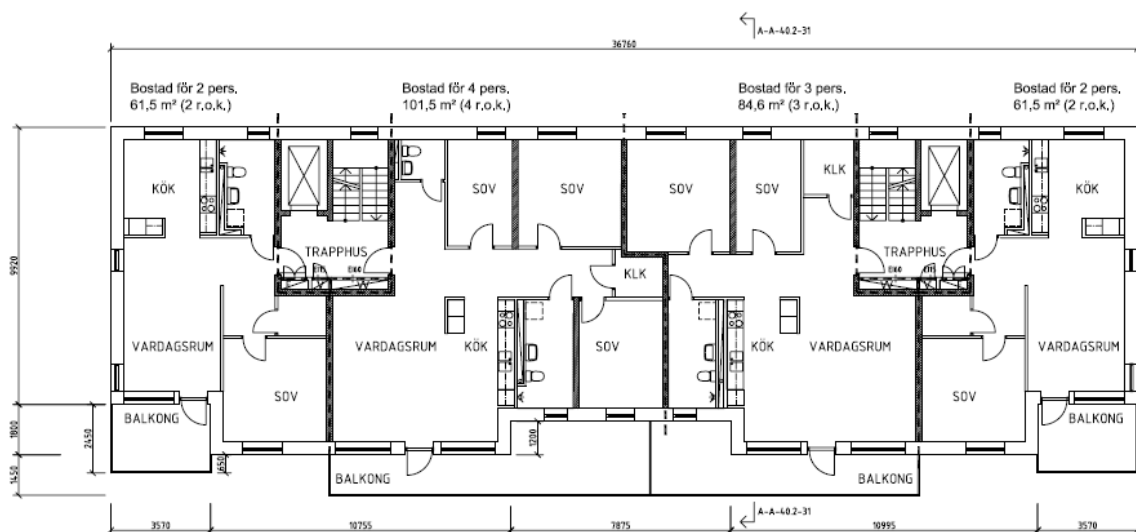 A-A-40.2-31
36760
Bostad för 2 pers.
61,5 m² (2 r.o.k.)
Bostad för 4 pers.
101,5 m² (4 r.o.k.)
Bostad för 3 pers.
84,6 m² (3 r.o.k.)
Bostad för 2 pers.
61,5 m² (2 r.o.k.)
KÖK
SOV
SOV
SOV
SOV
KLK
KÖK
TRAPPHUS
TRAPPHUS
9920
EI60
KLK
EI60
VARDAGSRUM
VARDAGSRUM
KÖK
SOV
KÖK
VARDAGSRUM
VARDAGSRUM
SOV
SOV
BALKONG
BALKONG
1800
2450
1200
650
1450
BALKONG
BALKONG
A-A-40.2-31
3570
10755
7875
10995
3570